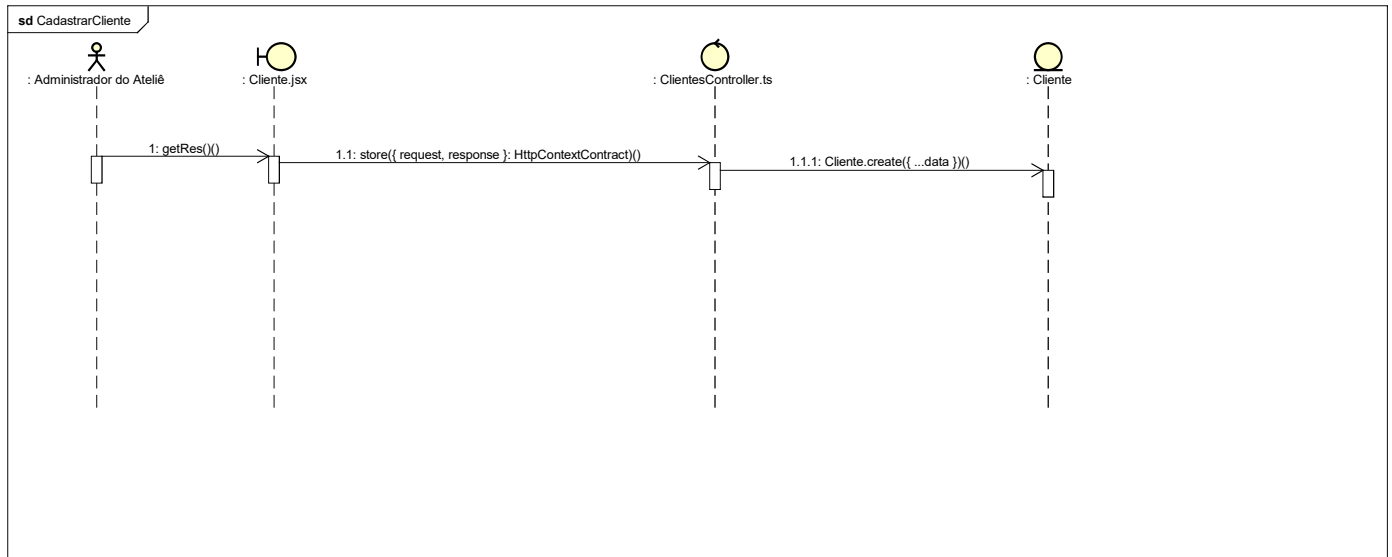 sd CadastrarCliente
: Administrador do Ateliê
: Cliente.jsx
: ClientesController.ts
: Cliente
1: getRes()()
1.1: store({ request, response }: HttpContextContract)()
1.1.1: Cliente.create({ ...data })()